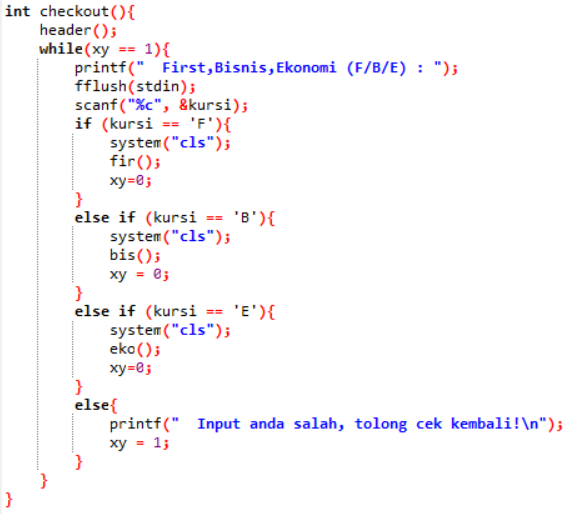 int checkout(){
    header();
    while(xy == 1){
        printf("  First,Bisnis,Ekonomi (F/B/E) : ");
        fflush(stdin);
        scanf("%c", &kursi);
        if (kursi == 'F'){
            system("cls");
            fir();
            xy=0;
        }
        else if (kursi == 'B'){
            system("cls");
            bis();
            xy = 0;
        }
        else if (kursi == 'E'){
            system("cls");
            eko();
            xy=0;
        }
        else{
            printf("  Input anda salah, tolong cek kembali!\n");
            xy = 1;
        }
    }
}